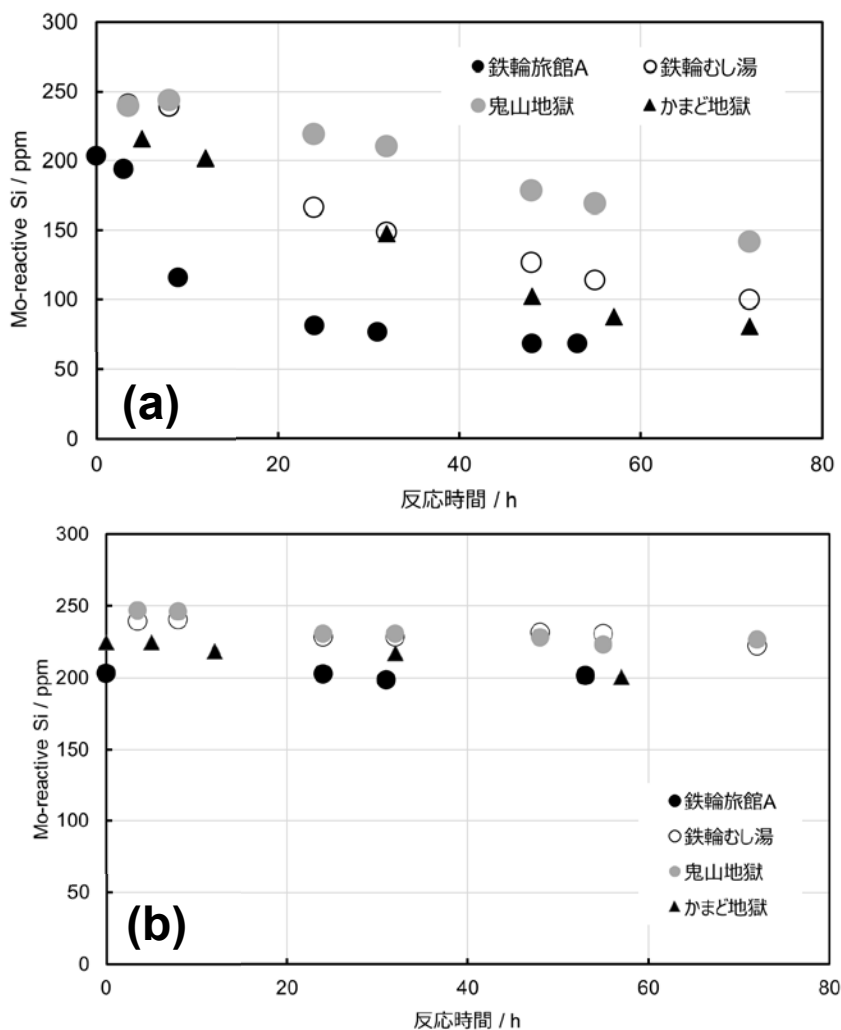 300
250
200
150
100
50
0
Mo-reactive Si / ppm
●鉄輪旅館A ○鉄輪むし湯
●鬼山地獄 ▲かまど地獄
(a)
0 20 40 60 80
反応時間 / h
300
250
200
150
100
50
0
Mo-reactive Si / ppm
●鉄輪旅館A
○鉄輪むし湯
●鬼山地獄
▲かまど地獄
(b)
0 20 40 60 80
反応時間 / h